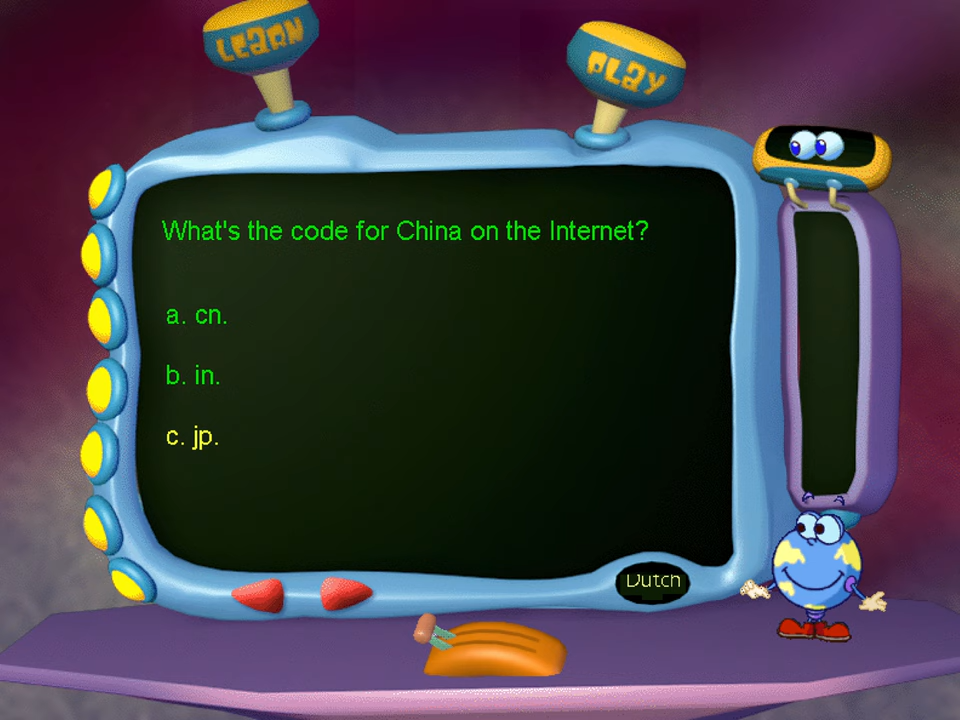 LEARN
PLAY
What's the code for China on the Internet?
a. cn.
b. in.
c. jp.
Dutch